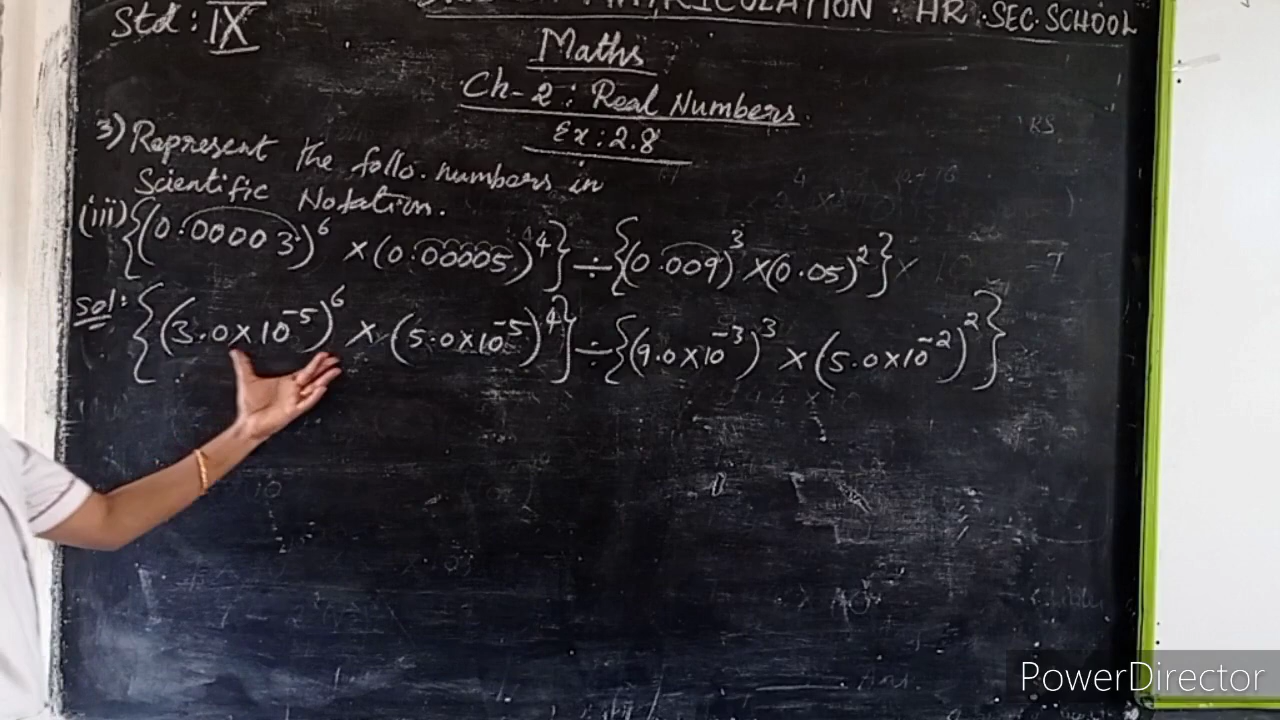 Std : IX
MATRICULATION . HR . SEC . SCHOOL
Maths
Ch - 2 : Real Numbers
Ex : 2.8
3) Represent the follo. numbers in
Scientific Notation.
(iii) {(0.00003)⁶ × (0.00005)⁴} ÷ {(0.009)³ × (0.05)²}
Sol: {(3.0×10⁻⁵)⁶ × (5.0×10⁻⁵)⁴} ÷ {(9.0×10⁻³)³ × (5.0×10⁻²)²}
PowerDirector